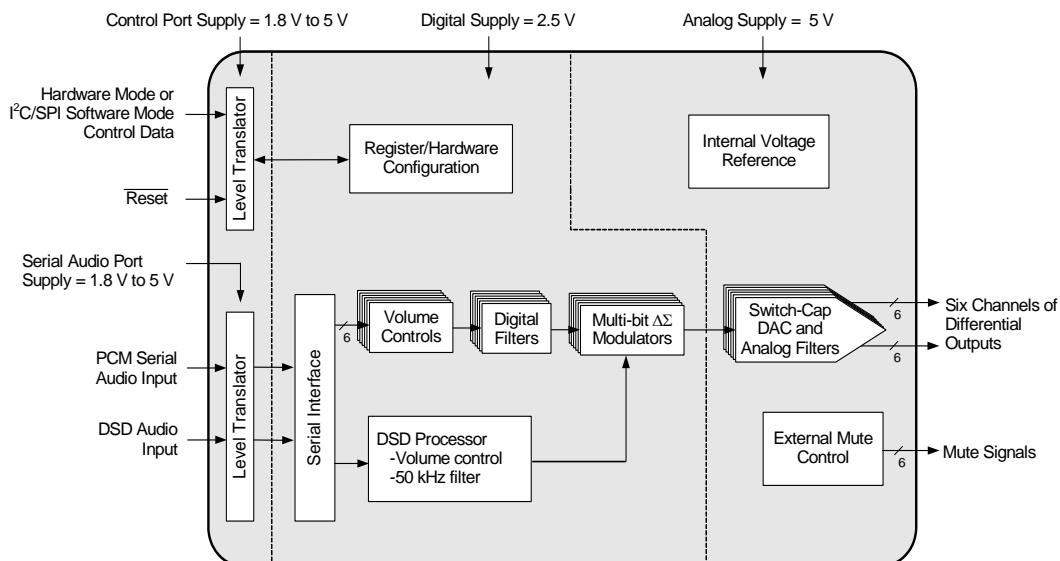 Control Port Supply = 1.8 V to 5 V
Digital Supply = 2.5 V
Analog Supply = 5 V
Hardware Mode or
I²C/SPI Software Mode
Control Data
Reset
Level Translator
Register/Hardware
Configuration
Internal Voltage
Reference
Serial Audio Port
Supply = 1.8 V to 5 V
PCM Serial
Audio Input
DSD Audio
Input
Level Translator
Serial Interface
6
Volume
Controls
Digital
Filters
Multi-bit ΔΣ
Modulators
Switch-Cap
DAC and
Analog Filters
6
6
Six Channels of
Differential
Outputs
DSD Processor
-Volume control
-50 kHz filter
External Mute
Control
6
Mute Signals